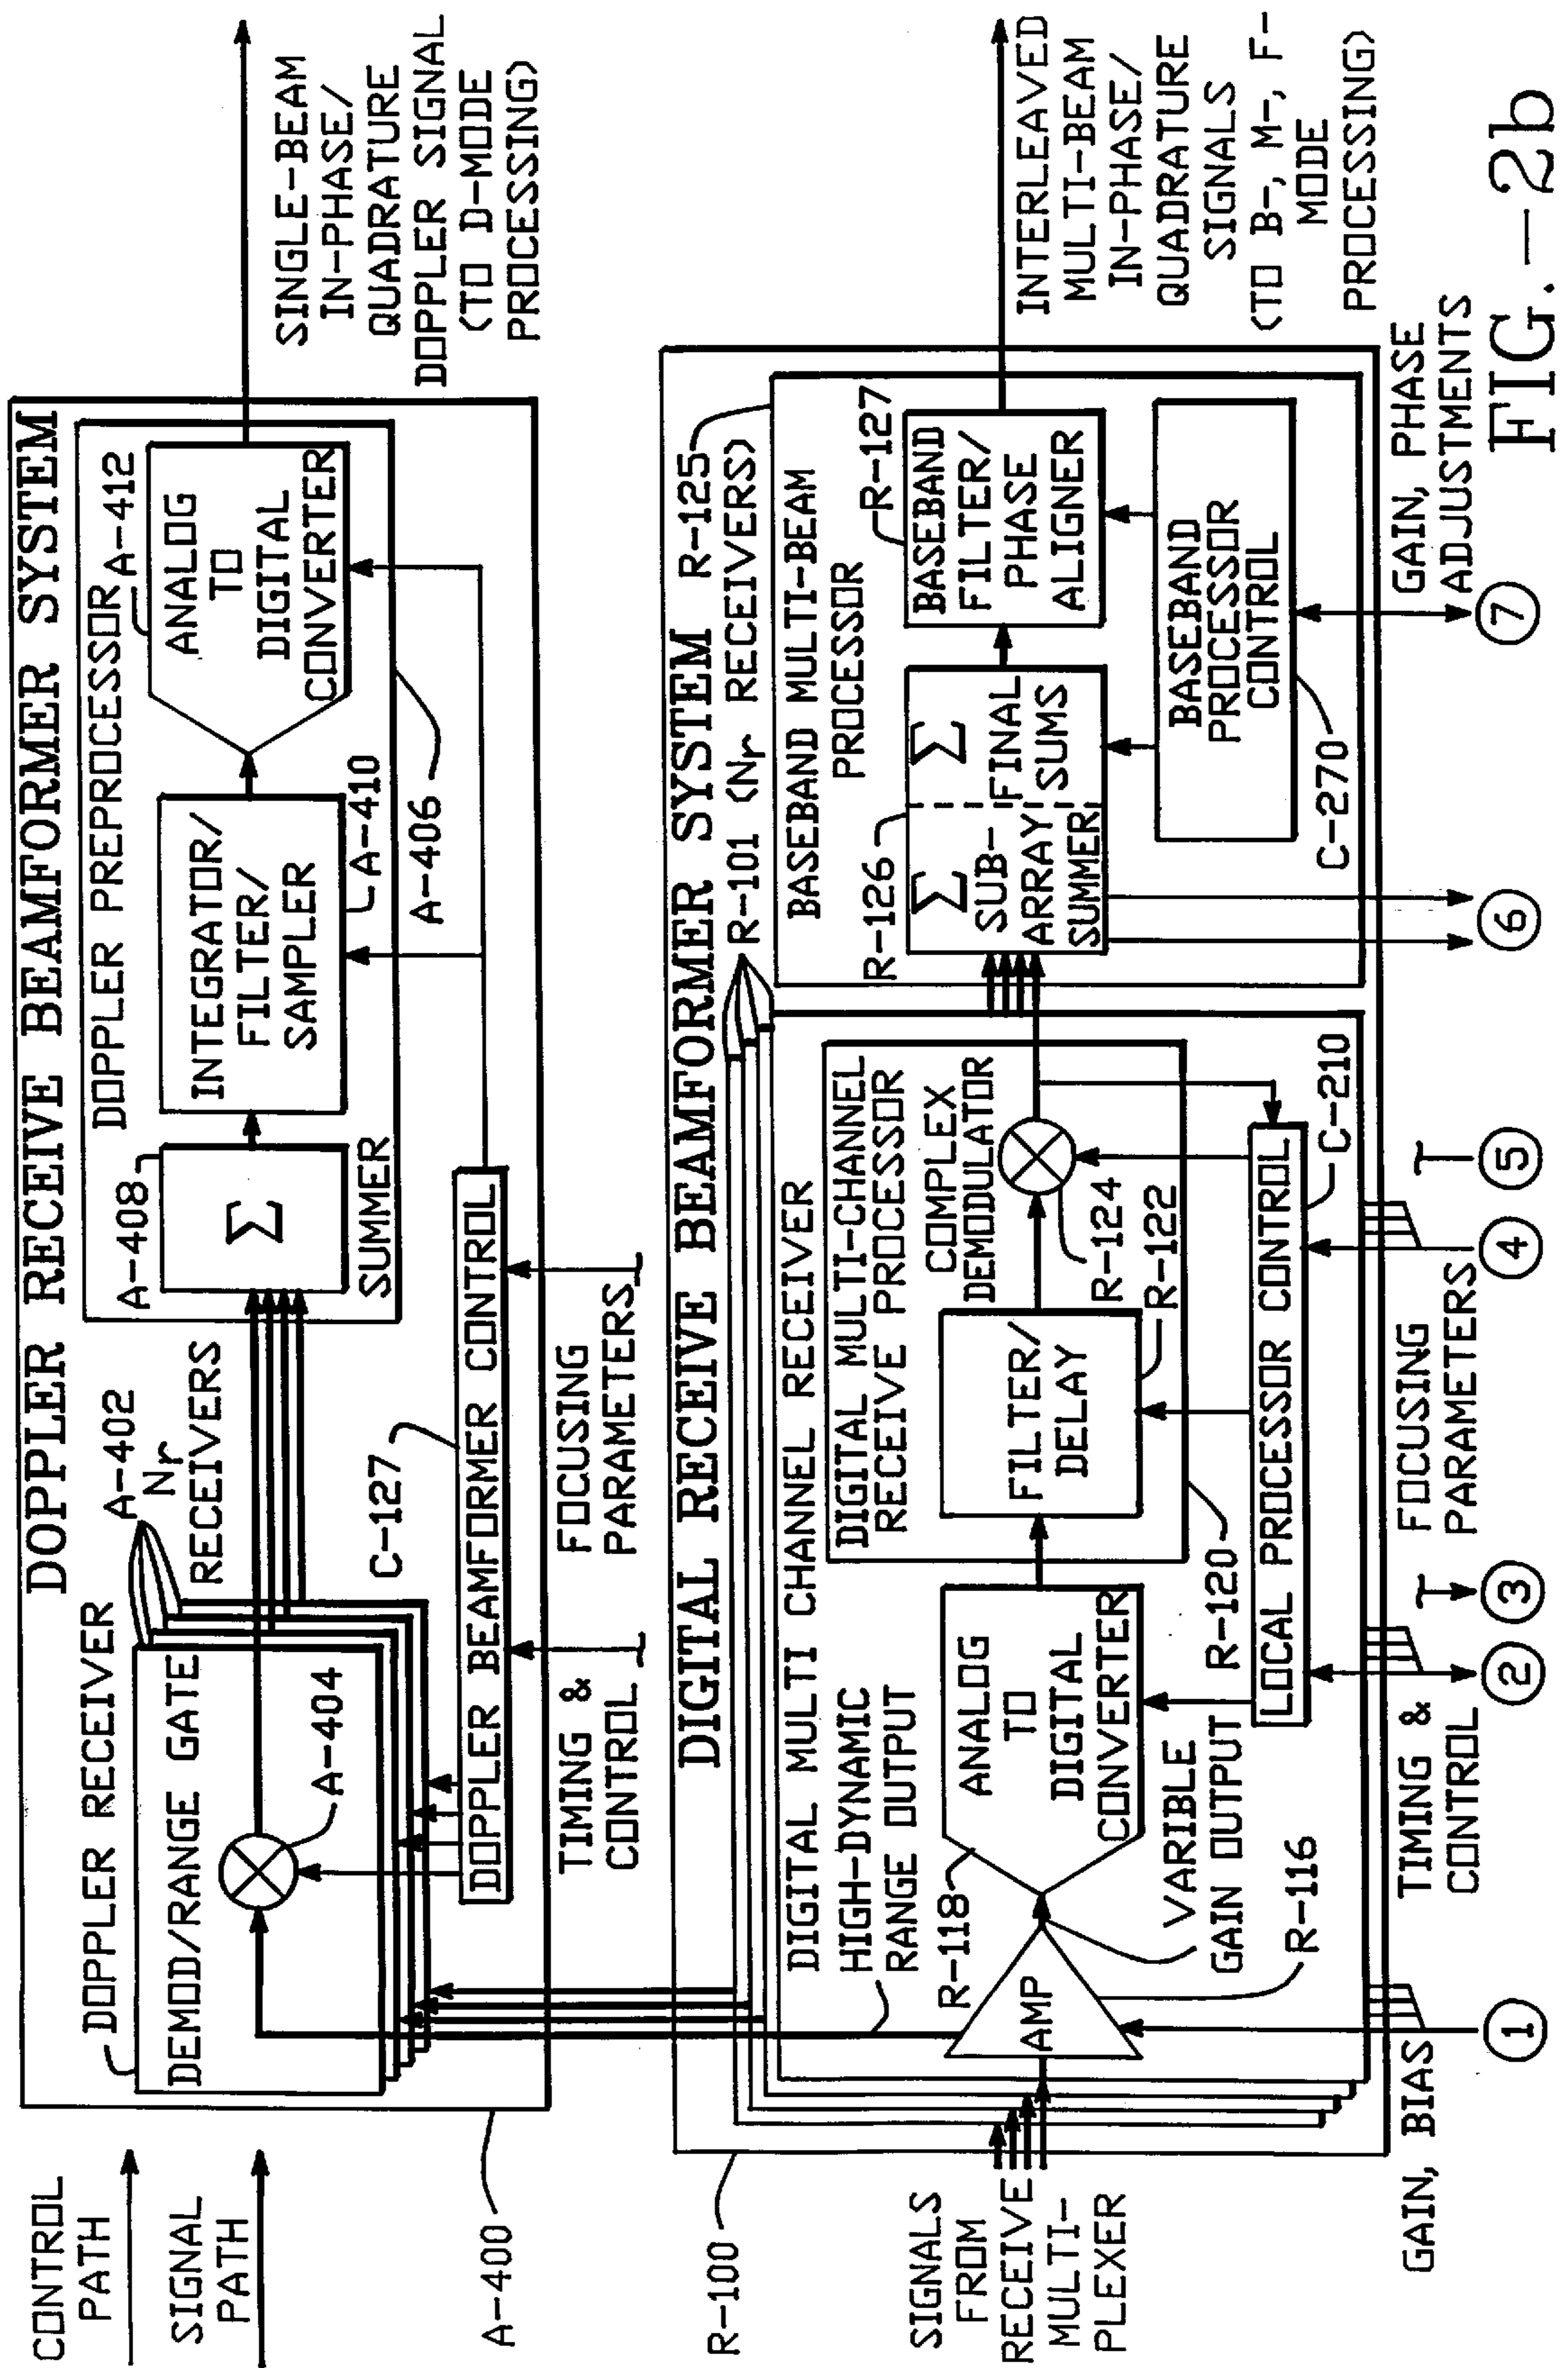 CONTROL
PATH
SIGNAL
PATH
DOPPLER RECEIVE BEAMFORMER SYSTEM
DOPPLER RECEIVER
DEMOD/RANGE GATE
A-404
A-402
Nr
RECEIVERS
A-408
Σ
SUMMER
DOPPLER PREPROCESSOR
INTEGRATOR/
FILTER/
SAMPLER
A-410
A-412
ANALOG
TO
DIGITAL
CONVERTER
A-406
C-127
DOPPLER BEAMFORMER CONTROL
TIMING &
CONTROL
FOCUSING
PARAMETERS
A-400
SINGLE-BEAM
IN-PHASE/
QUADRATURE
DOPPLER SIGNAL
(TO D-MODE
PROCESSING)
R-100
DIGITAL RECEIVE BEAMFORMER SYSTEM
R-101 (Nr RECEIVERS)
DIGITAL MULTI CHANNEL RECEIVER
HIGH-DYNAMIC
RANGE OUTPUT
SIGNALS
FROM
RECEIVE
MULTI-
PLEXER
AMP
R-118
ANALOG
TO
DIGITAL
CONVERTER
VARIBLE
GAIN OUTPUT
R-116
DIGITAL MULTI-CHANNEL
RECEIVE PROCESSOR
FILTER/
DELAY
COMPLEX
DEMODULATOR
R-124
R-122
R-120
LOCAL PROCESSOR CONTROL
C-210
R-125
BASEBAND MULTI-BEAM
PROCESSOR
R-126
Σ Σ
SUB-
ARRAY
SUMMER
FINAL
SUMS
R-127
BASEBAND
FILTER/
PHASE
ALIGNER
BASEBAND
PROCESSOR
CONTROL
C-270
INTERLEAVED
MULTI-BEAM
IN-PHASE/
QUADRATURE
SIGNALS
(TO B-, M-, F-
MODE
PROCESSING)
GAIN, BIAS
1
TIMING &
CONTROL
2
3
FOCUSING
PARAMETERS
4
5
6
7
GAIN, PHASE
ADJUSTMENTS
FIG.-2b